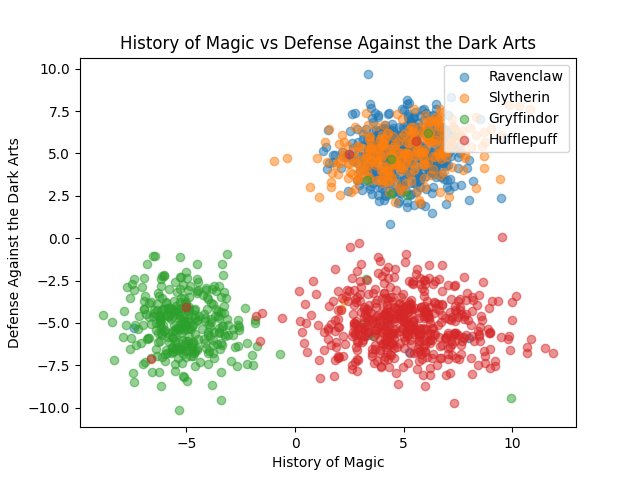 History of Magic vs Defense Against the Dark Arts
Ravenclaw
Slytherin
Gryffindor
Hufflepuff
10.0
7.5
5.0
2.5
0.0
−2.5
−5.0
−7.5
−10.0
Defense Against the Dark Arts
−5
0
5
10
History of Magic